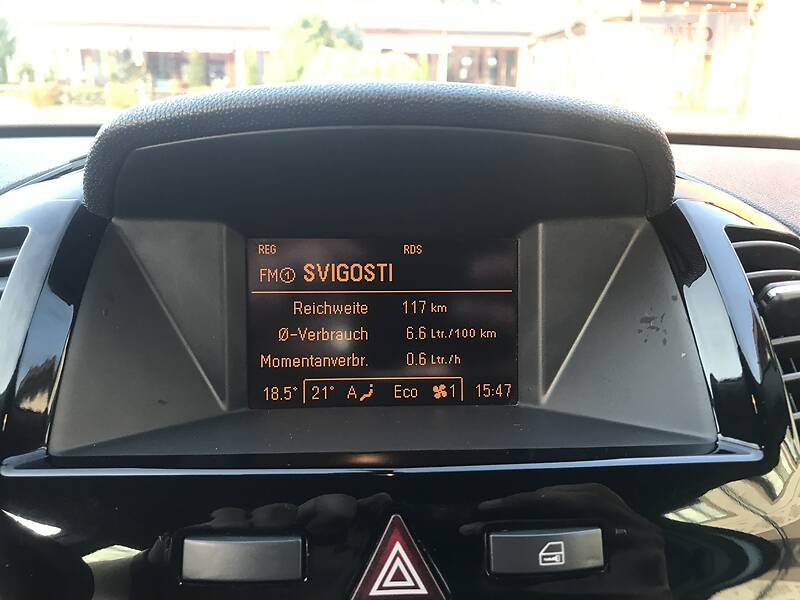 REG RDS
FM① SVIGOSTI
Reichweite 117 km
Ø-Verbrauch 6.6 Ltr./100 km
Momentanverbr. 0.6 Ltr./h
18.5° 21° A Eco 1 15:47